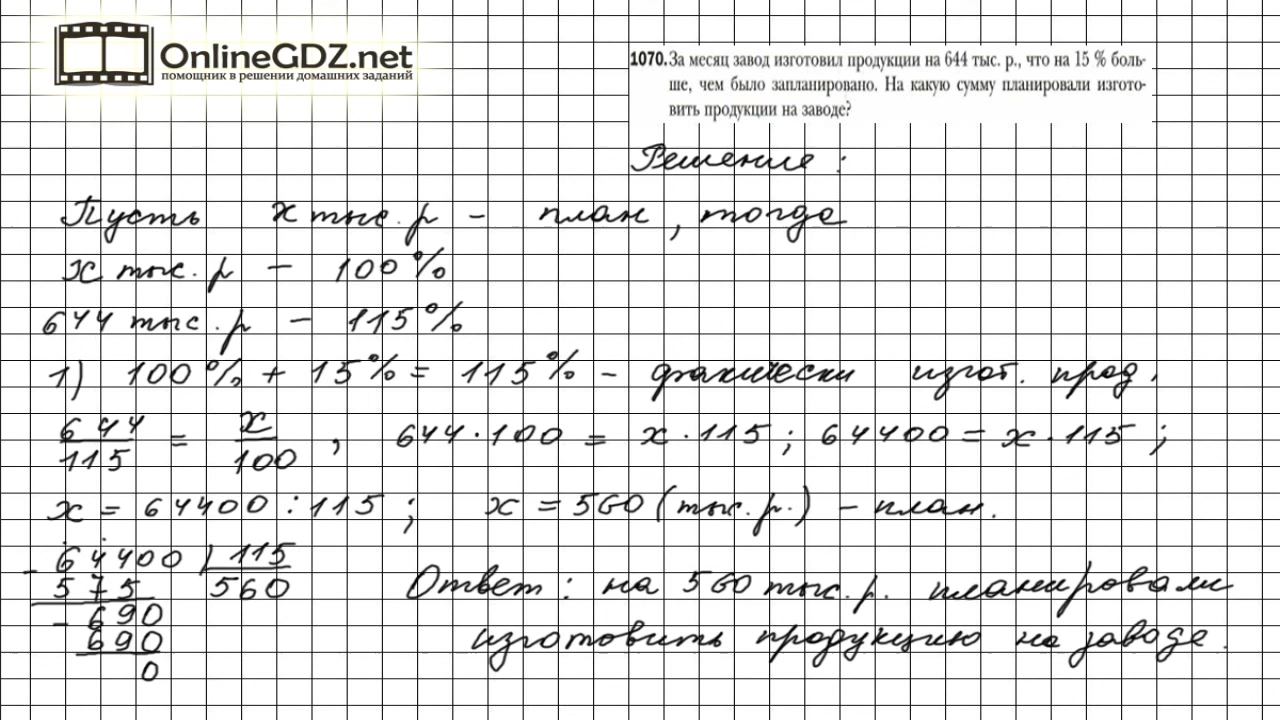 OnlineGDZ.net
помощник в решении домашних заданий
1070. За месяц завод изготовил продукции на 644 тыс. р., что на 15 % боль-
ше, чем было запланировано. На какую сумму планировали изгото-
вить продукции на заводе?
Решение:
Пусть x тыс. р - план, тогда
x тыс. р - 100%
644 тыс. р - 115%
1) 100% + 15% = 115% - фактически изгот. прод.
644/115 = x/100, 644·100 = x·115; 64400 = x·115;
x = 64400 : 115; x = 560 (тыс. р.) - план.
- 64400 | 115
575 560
- 690
690
0
Ответ: на 560 тыс. р. планировали
изготовить продукцию на заводе.